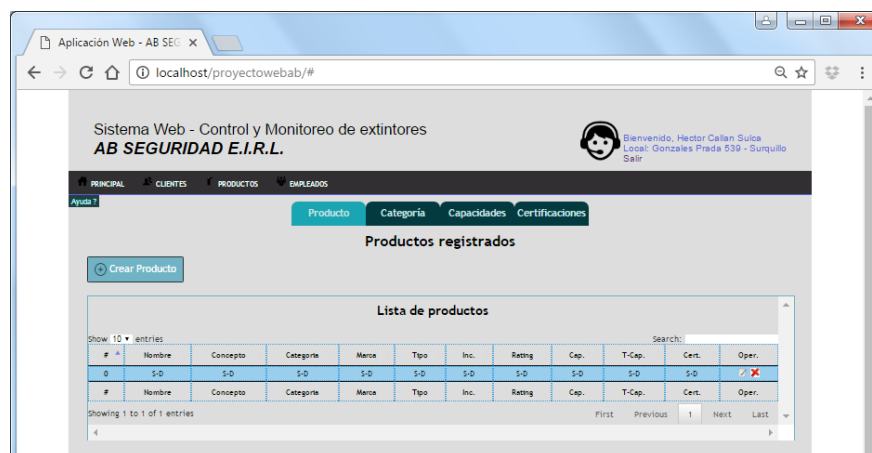 Aplicación Web - AB SEG
localhost/proyectowebab/#
Sistema Web - Control y Monitoreo de extintores
AB SEGURIDAD E.I.R.L.
Bienvenido, Hector Callan Sulca
Local: Gonzales Prada 539 - Surquillo
Salir
PRINCIPAL CLIENTES PRODUCTOS EMPLEADOS
Ayuda ?
Producto Categoría Capacidades Certificaciones
Productos registrados
Crear Producto
Lista de productos
Show 10 entries Search:
# Nombre Concepto Categoria Marca Tipo Inc. Rating Cap. T-Cap. Cert. Oper.
0 S-D S-D S-D S-D S-D S-D S-D S-D S-D S-D
# Nombre Concepto Categoria Marca Tipo Inc. Rating Cap. T-Cap. Cert. Oper.
Showing 1 to 1 of 1 entries First Previous 1 Next Last